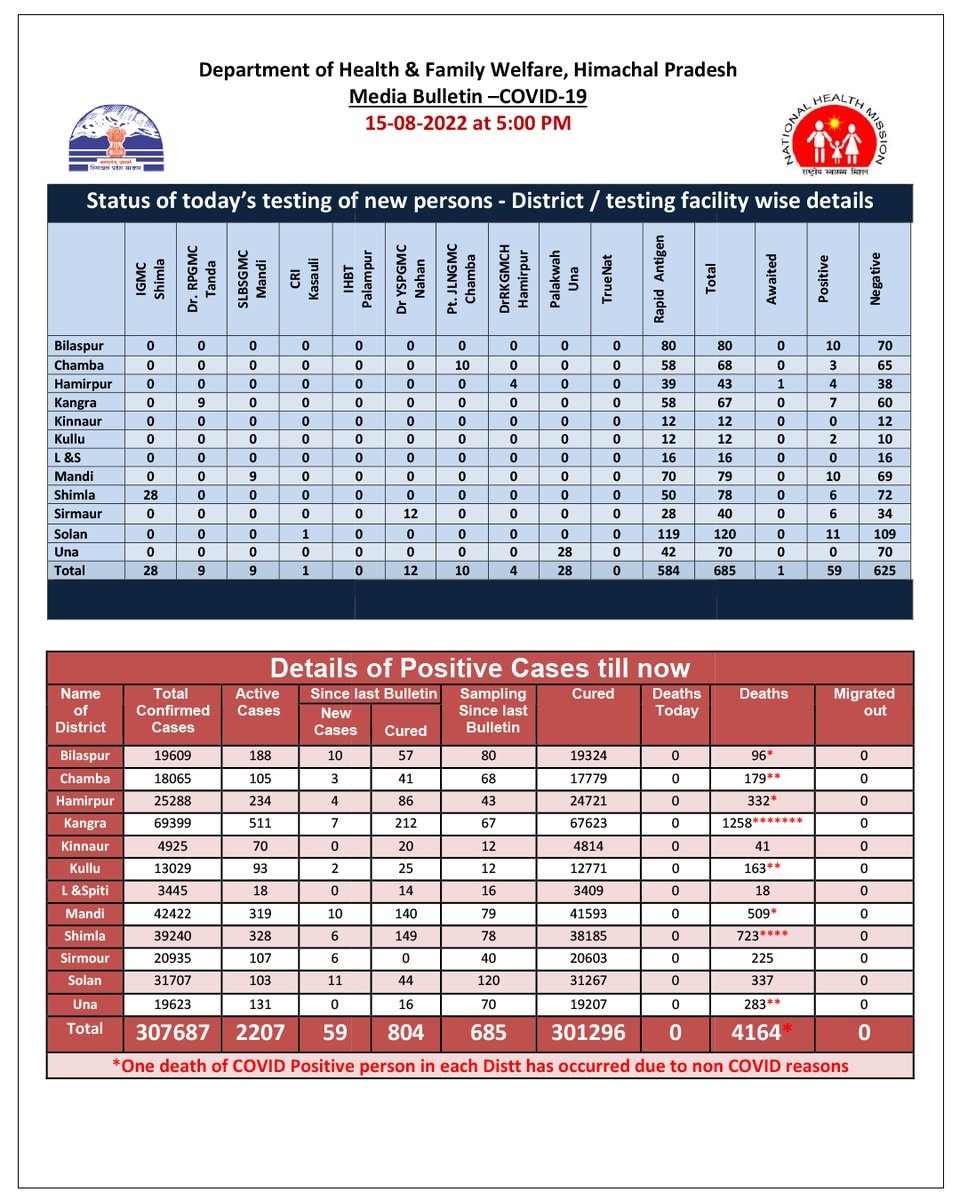 Department of Health & Family Welfare, Himachal Pradesh
Media Bulletin –COVID-19
15-08-2022 at 5:00 PM
हिमाचल प्रदेश सरकार
NATIONAL HEALTH MISSION
राष्ट्रीय स्वास्थ्य मिशन
Status of today's testing of new persons - District / testing facility wise details
IGMC Shimla Dr. RPGMC Tanda SLBSGMC Mandi CRI Kasauli IHBT Palampur Dr YSPGMC Nahan Pt. JLNGMC Chamba DrRKGMCH Hamirpur Palakwah Una TrueNat Rapid Antigen Total Awaited Positive Negative
Bilaspur 0 0 0 0 0 0 0 0 0 0 80 80 0 10 70
Chamba 0 0 0 0 0 0 10 0 0 0 58 68 0 3 65
Hamirpur 0 0 0 0 0 0 0 4 0 0 39 43 1 4 38
Kangra 0 9 0 0 0 0 0 0 0 0 58 67 0 7 60
Kinnaur 0 0 0 0 0 0 0 0 0 0 12 12 0 0 12
Kullu 0 0 0 0 0 0 0 0 0 0 12 12 0 2 10
L &S 0 0 0 0 0 0 0 0 0 0 16 16 0 0 16
Mandi 0 0 9 0 0 0 0 0 0 0 70 79 0 10 69
Shimla 28 0 0 0 0 0 0 0 0 0 50 78 0 6 72
Sirmaur 0 0 0 0 0 12 0 0 0 0 28 40 0 6 34
Solan 0 0 0 1 0 0 0 0 0 0 119 120 0 11 109
Una 0 0 0 0 0 0 0 0 28 0 42 70 0 0 70
Total 28 9 9 1 0 12 10 4 28 0 584 685 1 59 625
Details of Positive Cases till now
Name of District Total Confirmed Cases Active Cases Since last Bulletin New Cases Cured Sampling Since last Bulletin Cured Deaths Today Deaths Migrated out
Bilaspur 19609 188 10 57 80 19324 0 96* 0
Chamba 18065 105 3 41 68 17779 0 179** 0
Hamirpur 25288 234 4 86 43 24721 0 332* 0
Kangra 69399 511 7 212 67 67623 0 1258******* 0
Kinnaur 4925 70 0 20 12 4814 0 41 0
Kullu 13029 93 2 25 12 12771 0 163** 0
L &Spiti 3445 18 0 14 16 3409 0 18 0
Mandi 42422 319 10 140 79 41593 0 509* 0
Shimla 39240 328 6 149 78 38185 0 723**** 0
Sirmour 20935 107 6 0 40 20603 0 225 0
Solan 31707 103 11 44 120 31267 0 337 0
Una 19623 131 0 16 70 19207 0 283** 0
Total 307687 2207 59 804 685 301296 0 4164* 0
*One death of COVID Positive person in each Distt has occurred due to non COVID reasons